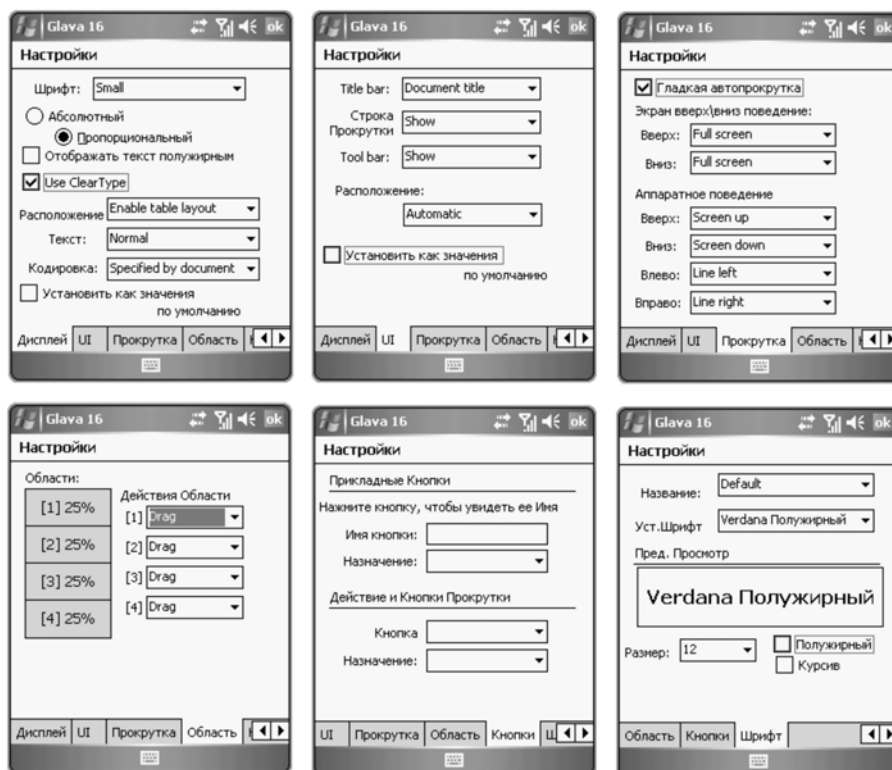 Glava 16 ok
Настройки
Шрифт: Small
Абсолютный
Пропорциональный
Отображать текст полужирным
Use ClearType
Расположение Enable table layout
Текст: Normal
Кодировка: Specified by document
Установить как значения
по умолчанию
Дисплей UI Прокрутка Область
Glava 16 ok
Настройки
Title bar: Document title
Строка
Прокрутки Show
Tool bar: Show
Расположение:
Automatic
Установить как значения
по умолчанию
Дисплей UI Прокрутка Область
Glava 16 ok
Настройки
Гладкая автопрокрутка
Экран вверх\вниз поведение:
Вверх: Full screen
Вниз: Full screen
Аппаратное поведение
Вверх: Screen up
Вниз: Screen down
Влево: Line left
Вправо: Line right
Дисплей UI Прокрутка Область
Glava 16 ok
Настройки
Области:
Действия Области
[1] 25% [1] Drag
[2] 25% [2] Drag
[3] 25% [3] Drag
[4] 25% [4] Drag
Дисплей UI Прокрутка Область
Glava 16 ok
Настройки
Прикладные Кнопки
Нажмите кнопку, чтобы увидеть ее Имя
Имя кнопки:
Назначение:
Действие и Кнопки Прокрутки
Кнопка
Назначение:
UI Прокрутка Область Кнопки
Glava 16 ok
Настройки
Название: Default
Уст.Шрифт Verdana Полужирный
Пред. Просмотр
Verdana Полужирный
Размер: 12
Полужирный
Курсив
Область Кнопки Шрифт